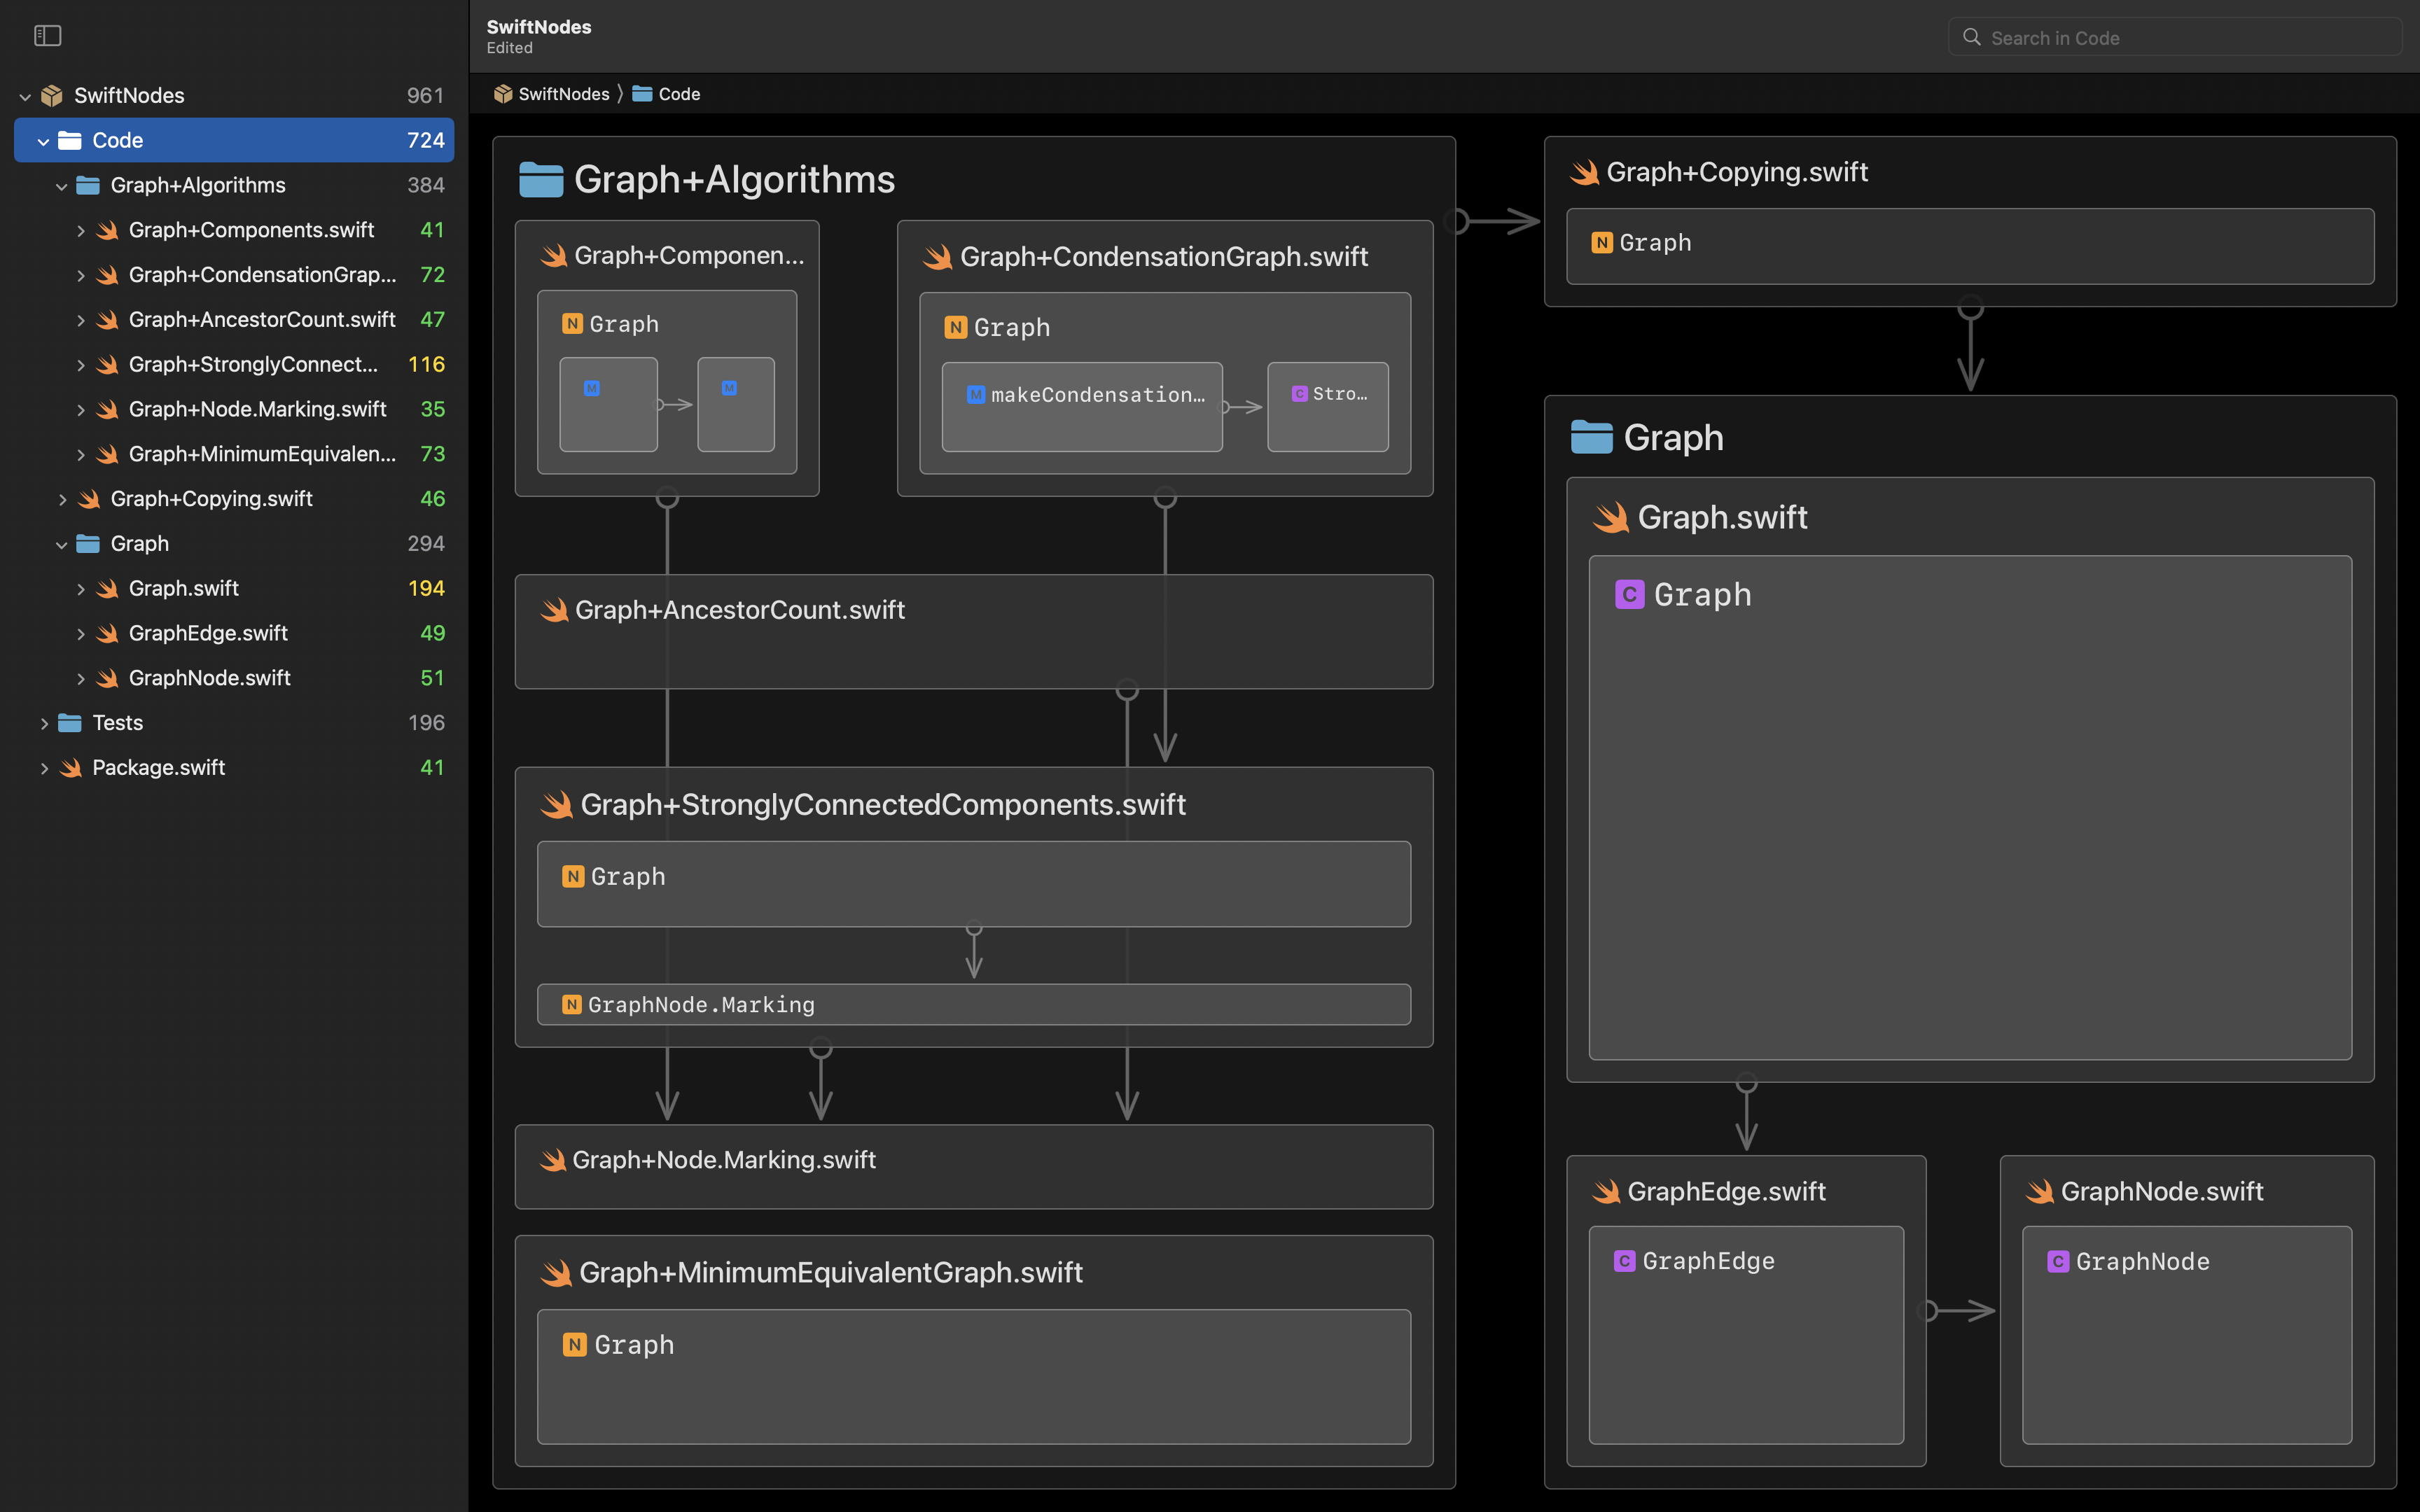 SwiftNodes 961
Code 724
Graph+Algorithms 384
Graph+Components.swift 41
Graph+CondensationGrap... 72
Graph+AncestorCount.swift 47
Graph+StronglyConnect... 116
Graph+Node.Marking.swift 35
Graph+MinimumEquivalen... 73
Graph+Copying.swift 46
Graph 294
Graph.swift 194
GraphEdge.swift 49
GraphNode.swift 51
Tests 196
Package.swift 41
SwiftNodes
Edited
Search in Code
SwiftNodes 〉 Code
Graph+Algorithms
Graph+Componen...
N Graph
M
M
Graph+CondensationGraph.swift
N Graph
M makeCondensation...
C Stro...
Graph+AncestorCount.swift
Graph+StronglyConnectedComponents.swift
N Graph
N GraphNode.Marking
Graph+Node.Marking.swift
Graph+MinimumEquivalentGraph.swift
N Graph
Graph+Copying.swift
N Graph
Graph
Graph.swift
C Graph
GraphEdge.swift
C GraphEdge
GraphNode.swift
C GraphNode